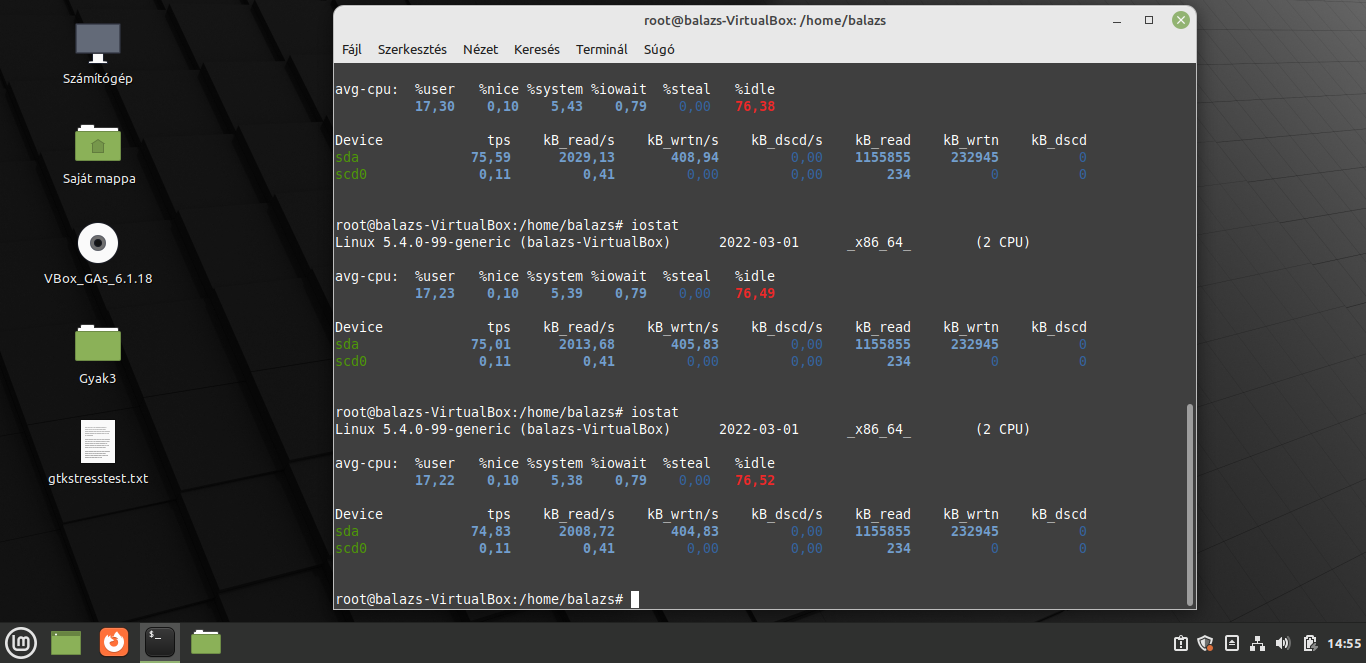 root@balazs-VirtualBox: /home/balazs
Fájl Szerkesztés Nézet Keresés Terminál Súgó
avg-cpu: %user %nice %system %iowait %steal %idle
17,30 0,10 5,43 0,79 0,00 76,38
Device tps kB_read/s kB_wrtn/s kB_dscd/s kB_read kB_wrtn kB_dscd
sda 75,59 2029,13 408,94 0,00 1155855 232945 0
scd0 0,11 0,41 0,00 0,00 234 0 0
root@balazs-VirtualBox:/home/balazs# iostat
Linux 5.4.0-99-generic (balazs-VirtualBox) 2022-03-01 _x86_64_ (2 CPU)
avg-cpu: %user %nice %system %iowait %steal %idle
17,23 0,10 5,39 0,79 0,00 76,49
Device tps kB_read/s kB_wrtn/s kB_dscd/s kB_read kB_wrtn kB_dscd
sda 75,01 2013,68 405,83 0,00 1155855 232945 0
scd0 0,11 0,41 0,00 0,00 234 0 0
root@balazs-VirtualBox:/home/balazs# iostat
Linux 5.4.0-99-generic (balazs-VirtualBox) 2022-03-01 _x86_64_ (2 CPU)
avg-cpu: %user %nice %system %iowait %steal %idle
17,22 0,10 5,38 0,79 0,00 76,52
Device tps kB_read/s kB_wrtn/s kB_dscd/s kB_read kB_wrtn kB_dscd
sda 74,83 2008,72 404,83 0,00 1155855 232945 0
scd0 0,11 0,41 0,00 0,00 234 0 0
root@balazs-VirtualBox:/home/balazs#
Számítógép
Saját mappa
VBox_GAs_6.1.18
Gyak3
gtkstresstest.txt
$_
14:55